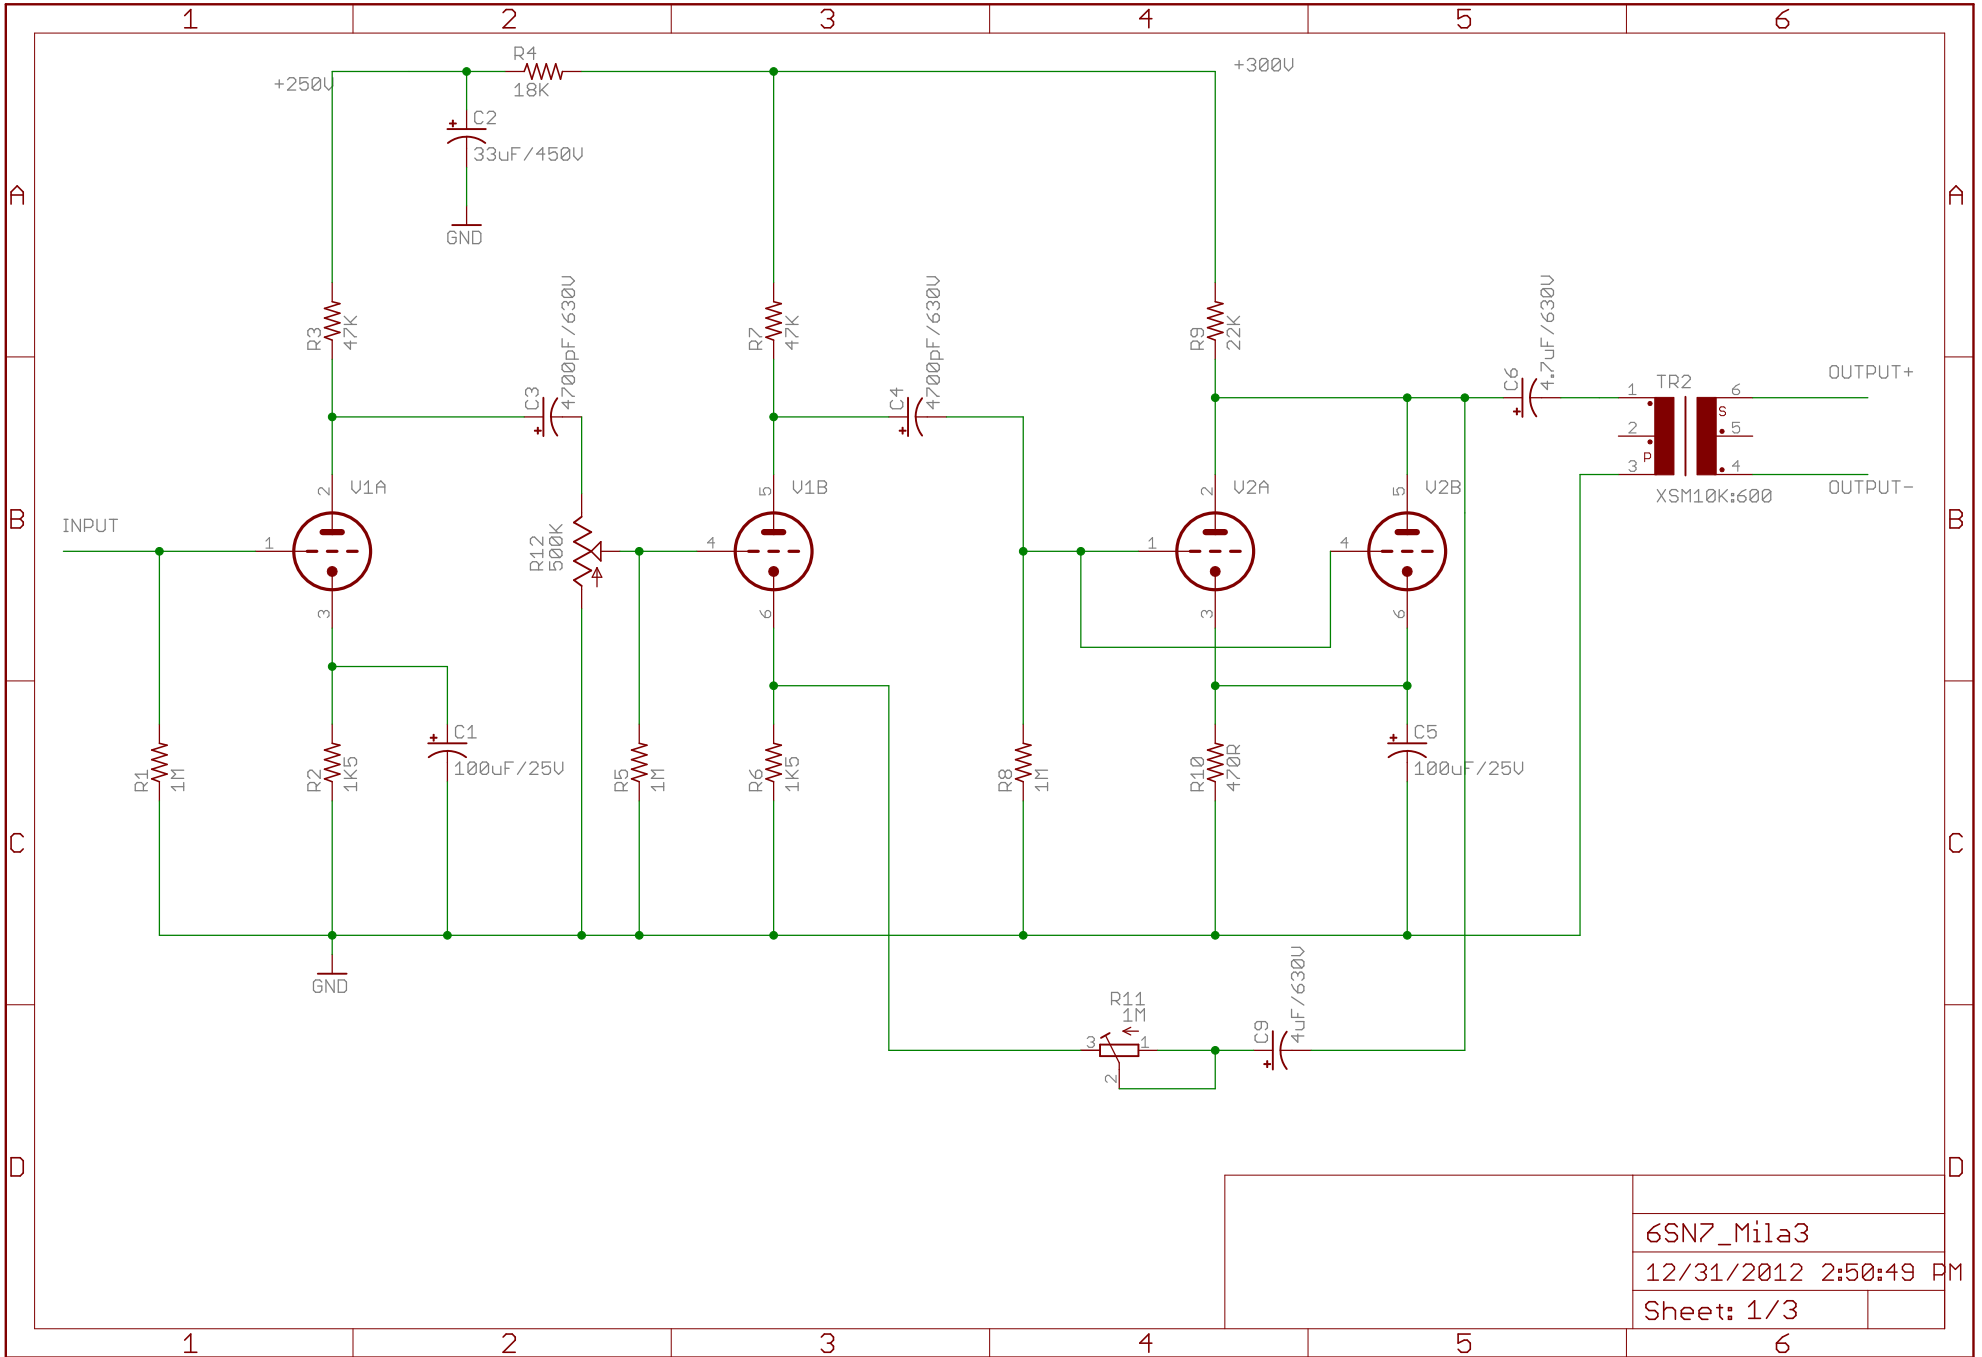 1 2 3 4 5 6
R4
18K
+250V
+300V
C2
33uF/450V
GND
A A
R3
47K
C3
4700pF/630V
R7
47K
C4
4700pF/630V
R9
22K
C6
4.7uF/630V
TR2
1
2
3
P
S
6
5
4
XSM10K:600
OUTPUT+
OUTPUT-
B B
INPUT
1
2
V1A
3
R12
500K
4
5
V1B
6
1
2
V2A
3
4
5
V2B
6
R1
1M
R2
1K5
C1
100uF/25V
R5
1M
R6
1K5
R8
1M
R10
470R
C5
100uF/25V
C C
GND
R11
1M
3
1
2
C9
4uF/630V
D D
6SN7_Mila3
12/31/2012 2:50:49 PM
Sheet: 1/3
1 2 3 4 5 6